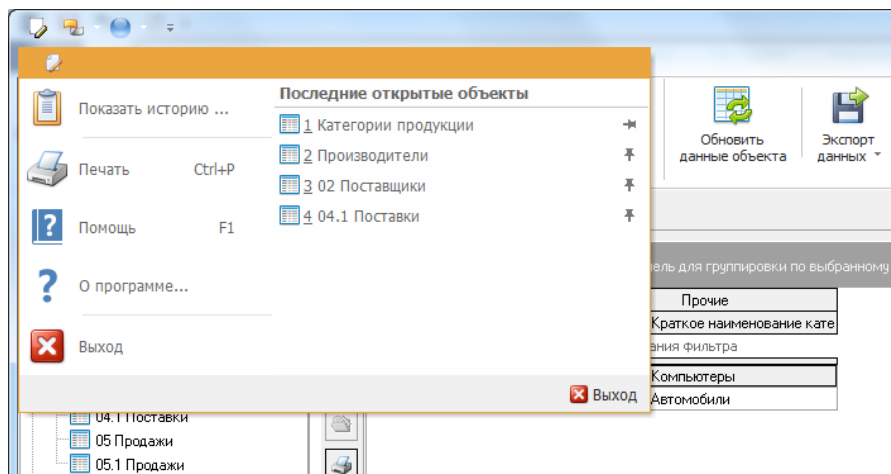 Показать историю ...
Печать Ctrl+P
Помощь F1
О программе...
Выход
Последние открытые объекты
1 Категории продукции
2 Производители
3 02 Поставщики
4 04.1 Поставки
Выход
Обновить
данные объекта
Экспорт
данных
для группировки по выбранному
Прочие
Краткое наименование кате
фильтра
Компьютеры
Автомобили
04.1 Поставки
05 Продажи
05.1 Продажи